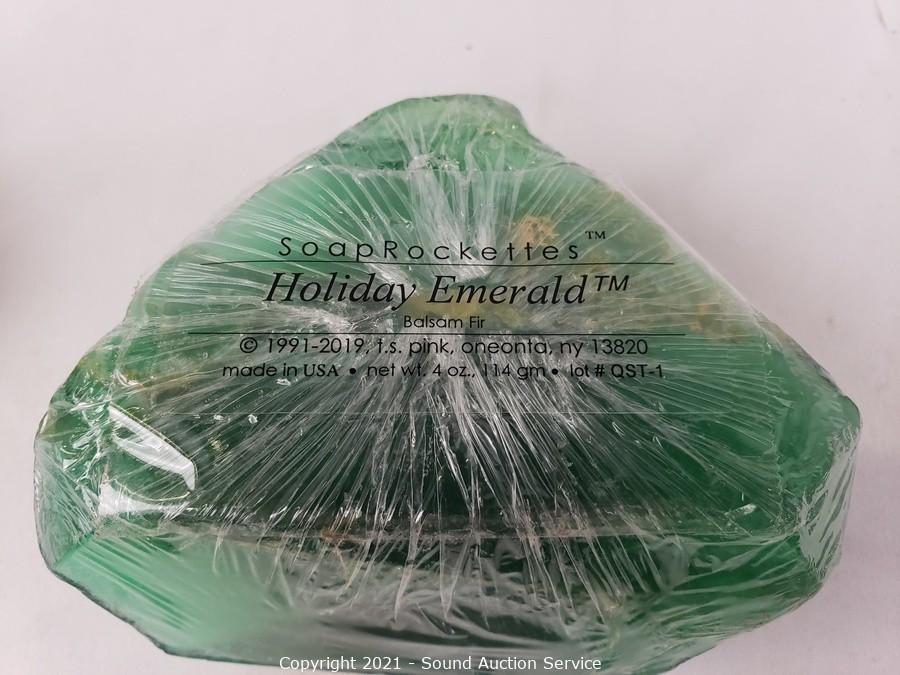 SoapRockettes™
Holiday Emerald™
Balsam Fir
© 1991-2019, t.s. pink, oneonta, ny 13820
made in USA • net wt. 4 oz., 114 gm • lot # QST-1
Copyright 2021 - Sound Auction Service